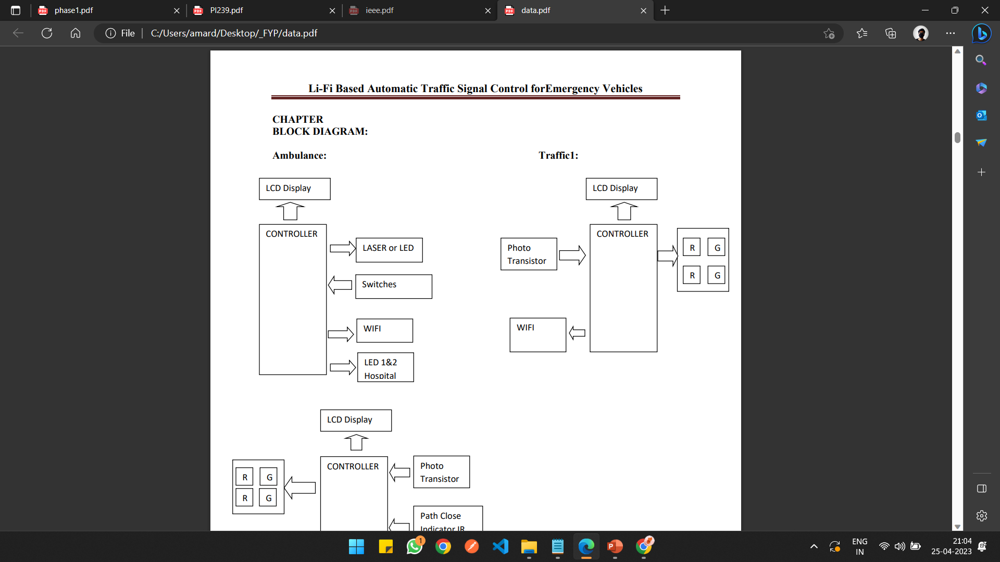 phase1.pdf
PI239.pdf
ieee.pdf
data.pdf
File
C:/Users/amard/Desktop/_FYP/data.pdf
Li-Fi Based Automatic Traffic Signal Control forEmergency Vehicles
CHAPTER
BLOCK DIAGRAM:
Ambulance:
Traffic1:
LCD Display
CONTROLLER
LASER or LED
Switches
WIFI
LED 1&2
Hospital
LCD Display
CONTROLLER
Photo
Transistor
R G
R G
WIFI
LCD Display
CONTROLLER
R G
R G
Photo
Transistor
Path Close
Indicator IR
1
ENG
IN
21:04
25-04-2023